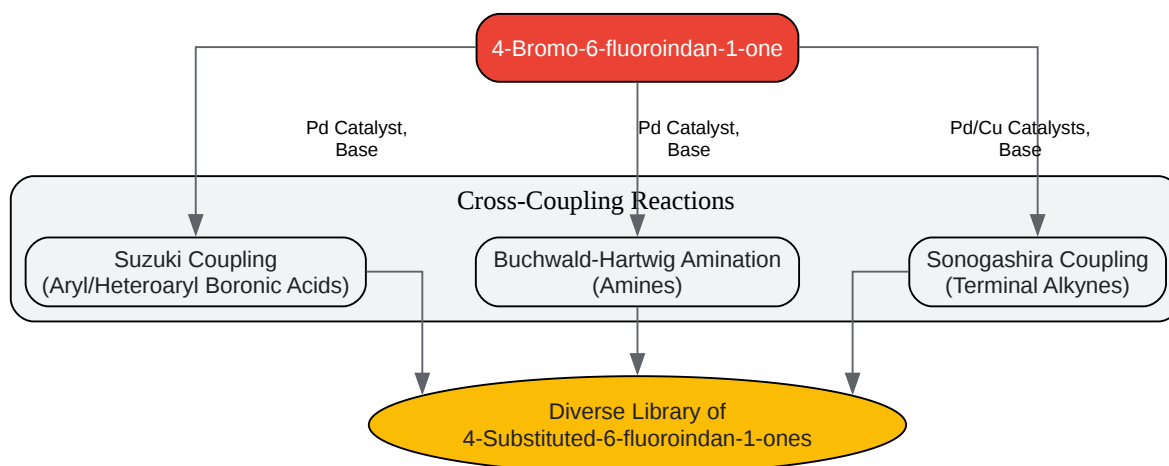 4-Bromo-6-fluoroindan-1-one
Pd Catalyst,
Base
Pd Catalyst,
Base
Pd/Cu Catalysts,
Base
Cross-Coupling Reactions
Suzuki Coupling
(Aryl/Heteroaryl Boronic Acids)
Buchwald-Hartwig Amination
(Amines)
Sonogashira Coupling
(Terminal Alkynes)
Diverse Library of
4-Substituted-6-fluoroindan-1-ones